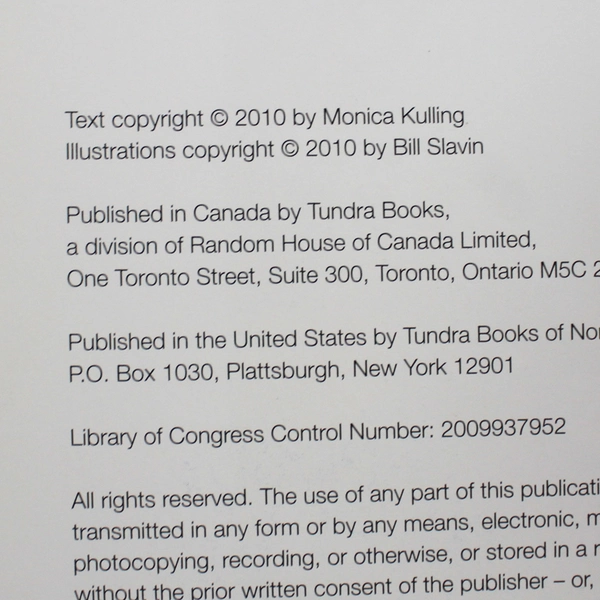 Text copyright © 2010 by Monica Kulling
Illustrations copyright © 2010 by Bill Slavin
Published in Canada by Tundra Books,
a division of Random House of Canada Limited,
One Toronto Street, Suite 300, Toronto, Ontario M5C
Published in the United States by Tundra Books of
P.O. Box 1030, Plattsburgh, New York 12901
Library of Congress Control Number: 2009937952
All rights reserved. The use of any part of this
transmitted in any form or by any means, electronic,
photocopying, recording, or otherwise, or stored in a
without the prior written consent of the publisher – or,